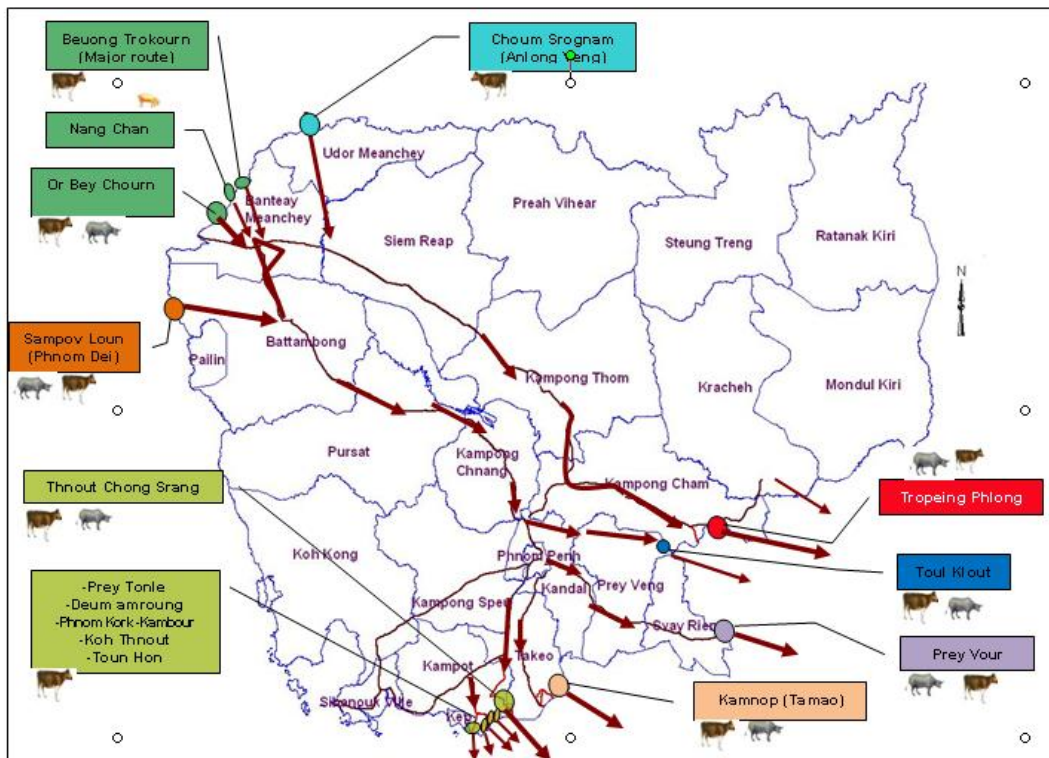 Beuong Trokourn
(Major route)
Choum Srognam
(Anlong Veng)
Nang Chan
Or Bey Chourn
Udor Meanchey
Banteay
Meanchey
Preah Vihear
Siem Reap
Steung Treng
Ratanak Kiri
N
Sampov Loun
(Phnom Dei)
Pailin
Battambong
Kampong Thom
Kracheh
Mondul Kiri
Pursat
Kampong
Chnang
Kampong Cham
Thnout Chong Srang
Tropeing Phlong
Koh Kong
Phnom Penh
Kandal
Prey Veng
Toul Klout
-Prey Tonle
-Deum amroung
-Phnom Kork-Kambour
-Koh Thnout
-Toun Hon
Kampong Speu
Svay Rieng
Prey Vour
Kampot
Takeo
Sihanouk Ville
Kep
Kamnop (Tamao)